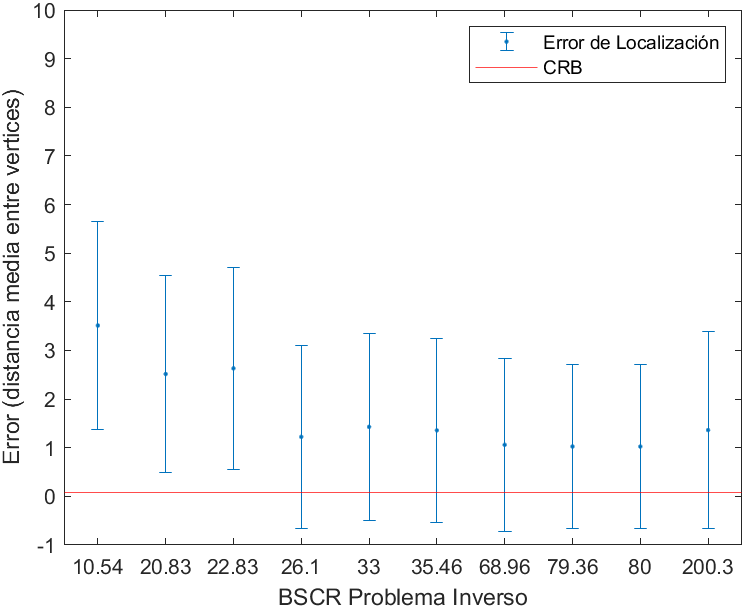 10
9
8
7
6
5
4
3
2
1
0
-1
Error (distancia media entre vertices)
Error de Localización
CRB
10.54 20.83 22.83 26.1 33 35.46 68.96 79.36 80 200.3
BSCR Problema Inverso